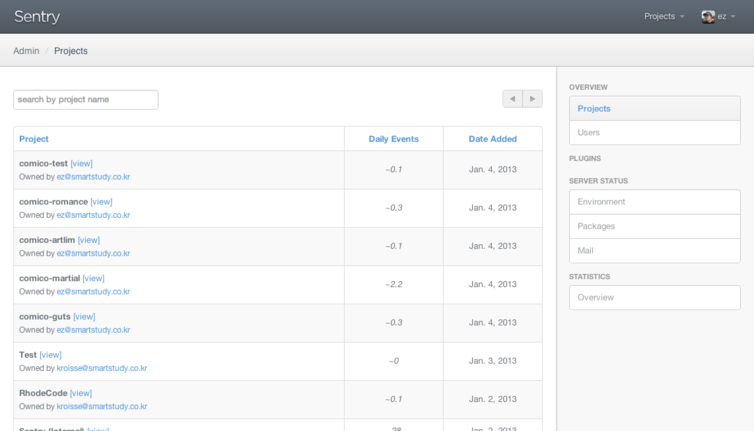 Sentry
Projects
ez
Admin / Projects
search by project name
Project Daily Events Date Added
comico-test [view]
Owned by ez@smartstudy.co.kr
~0.1 Jan. 4, 2013
comico-romance [view]
Owned by ez@smartstudy.co.kr
~0.3 Jan. 4, 2013
comico-artlim [view]
Owned by ez@smartstudy.co.kr
~0.1 Jan. 4, 2013
comico-martial [view]
Owned by ez@smartstudy.co.kr
~2.2 Jan. 4, 2013
comico-guts [view]
Owned by ez@smartstudy.co.kr
~0.3 Jan. 4, 2013
Test [view]
Owned by kroisse@smartstudy.co.kr
~0 Jan. 3, 2013
RhodeCode [view]
Owned by kroisse@smartstudy.co.kr
~0.1 Jan. 2, 2013
Sentry (Internal) [view]
28 Jan. 2, 2013
OVERVIEW
Projects
Users
PLUGINS
SERVER STATUS
Environment
Packages
Mail
STATISTICS
Overview